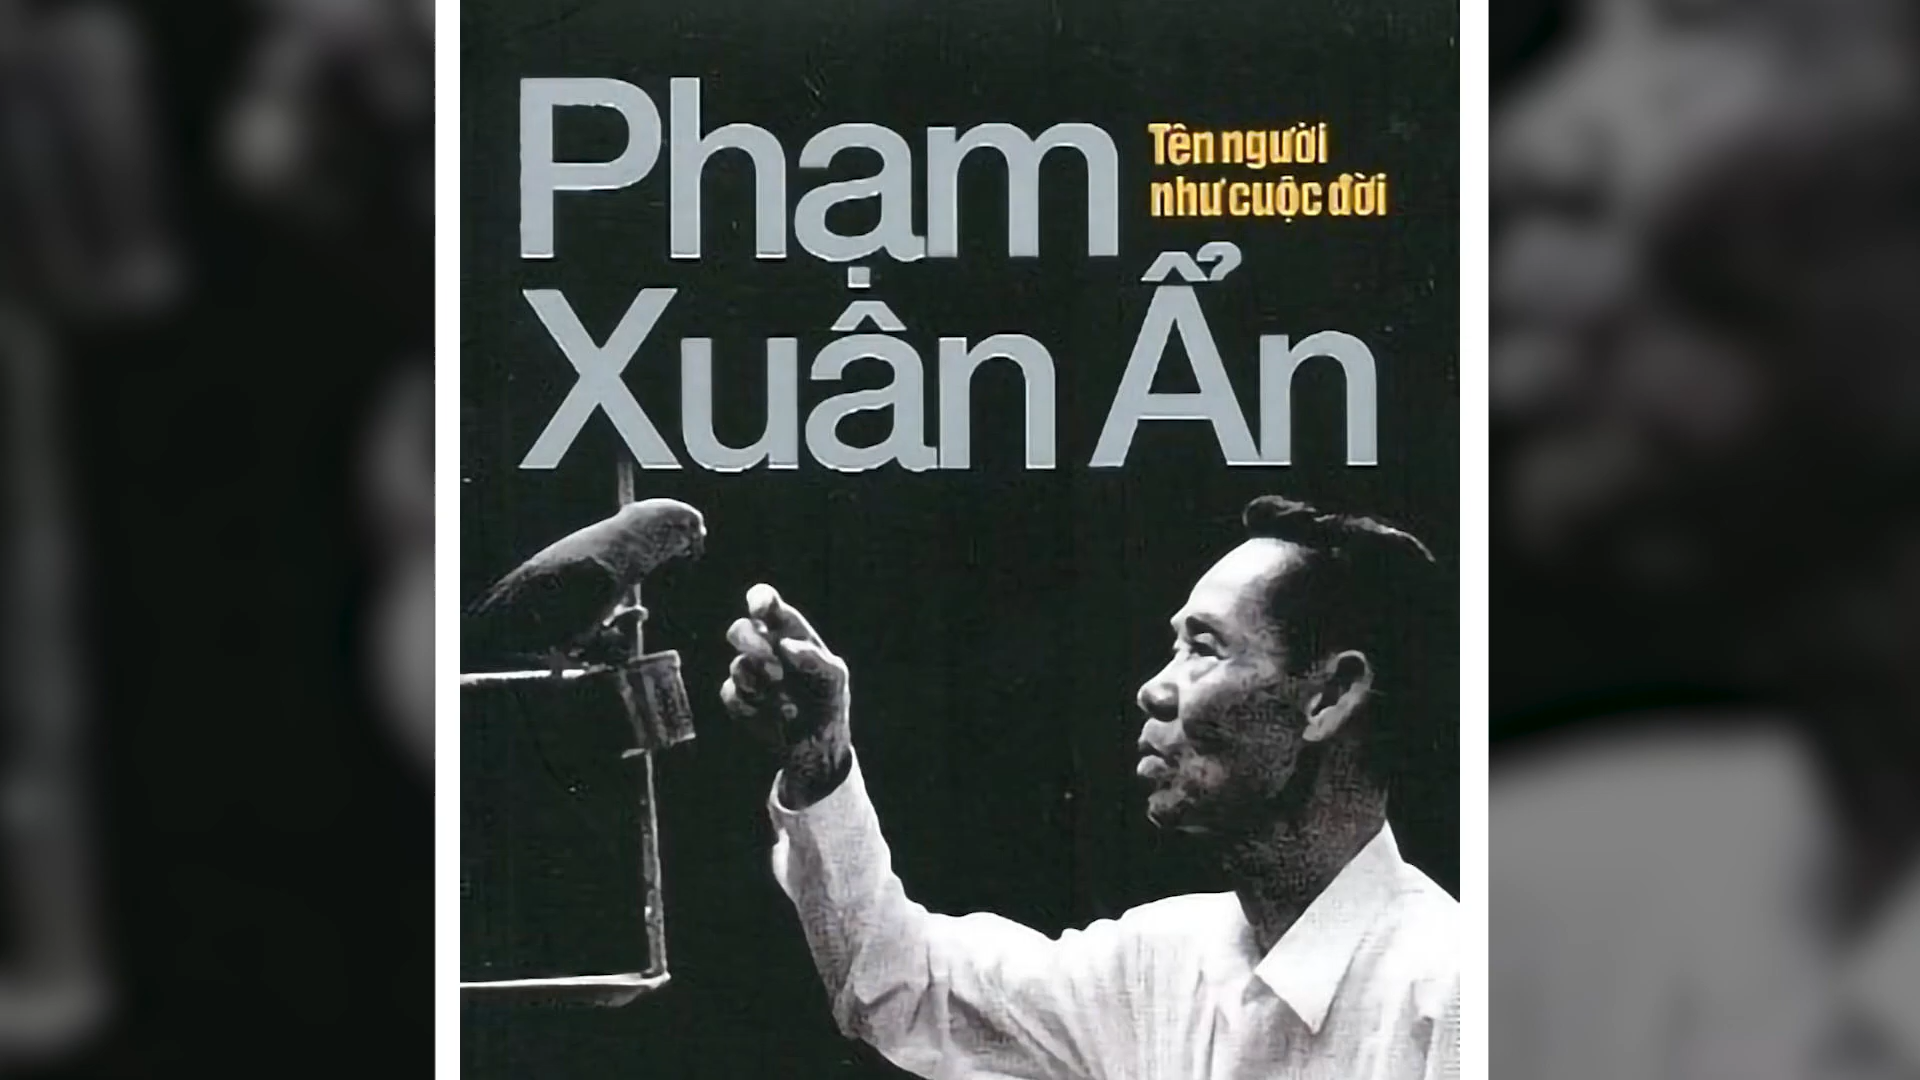 Phạm
Tên người
như cuộc đời
Xuân Ẩn